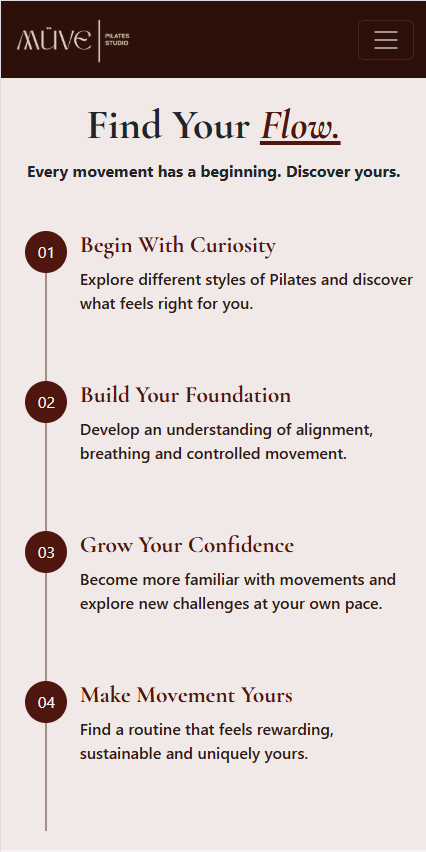 MÜVE PILATES
STUDIO
Find Your Flow.
Every movement has a beginning. Discover yours.
01 Begin With Curiosity
Explore different styles of Pilates and discover
what feels right for you.
02 Build Your Foundation
Develop an understanding of alignment,
breathing and controlled movement.
03 Grow Your Confidence
Become more familiar with movements and
explore new challenges at your own pace.
04 Make Movement Yours
Find a routine that feels rewarding,
sustainable and uniquely yours.